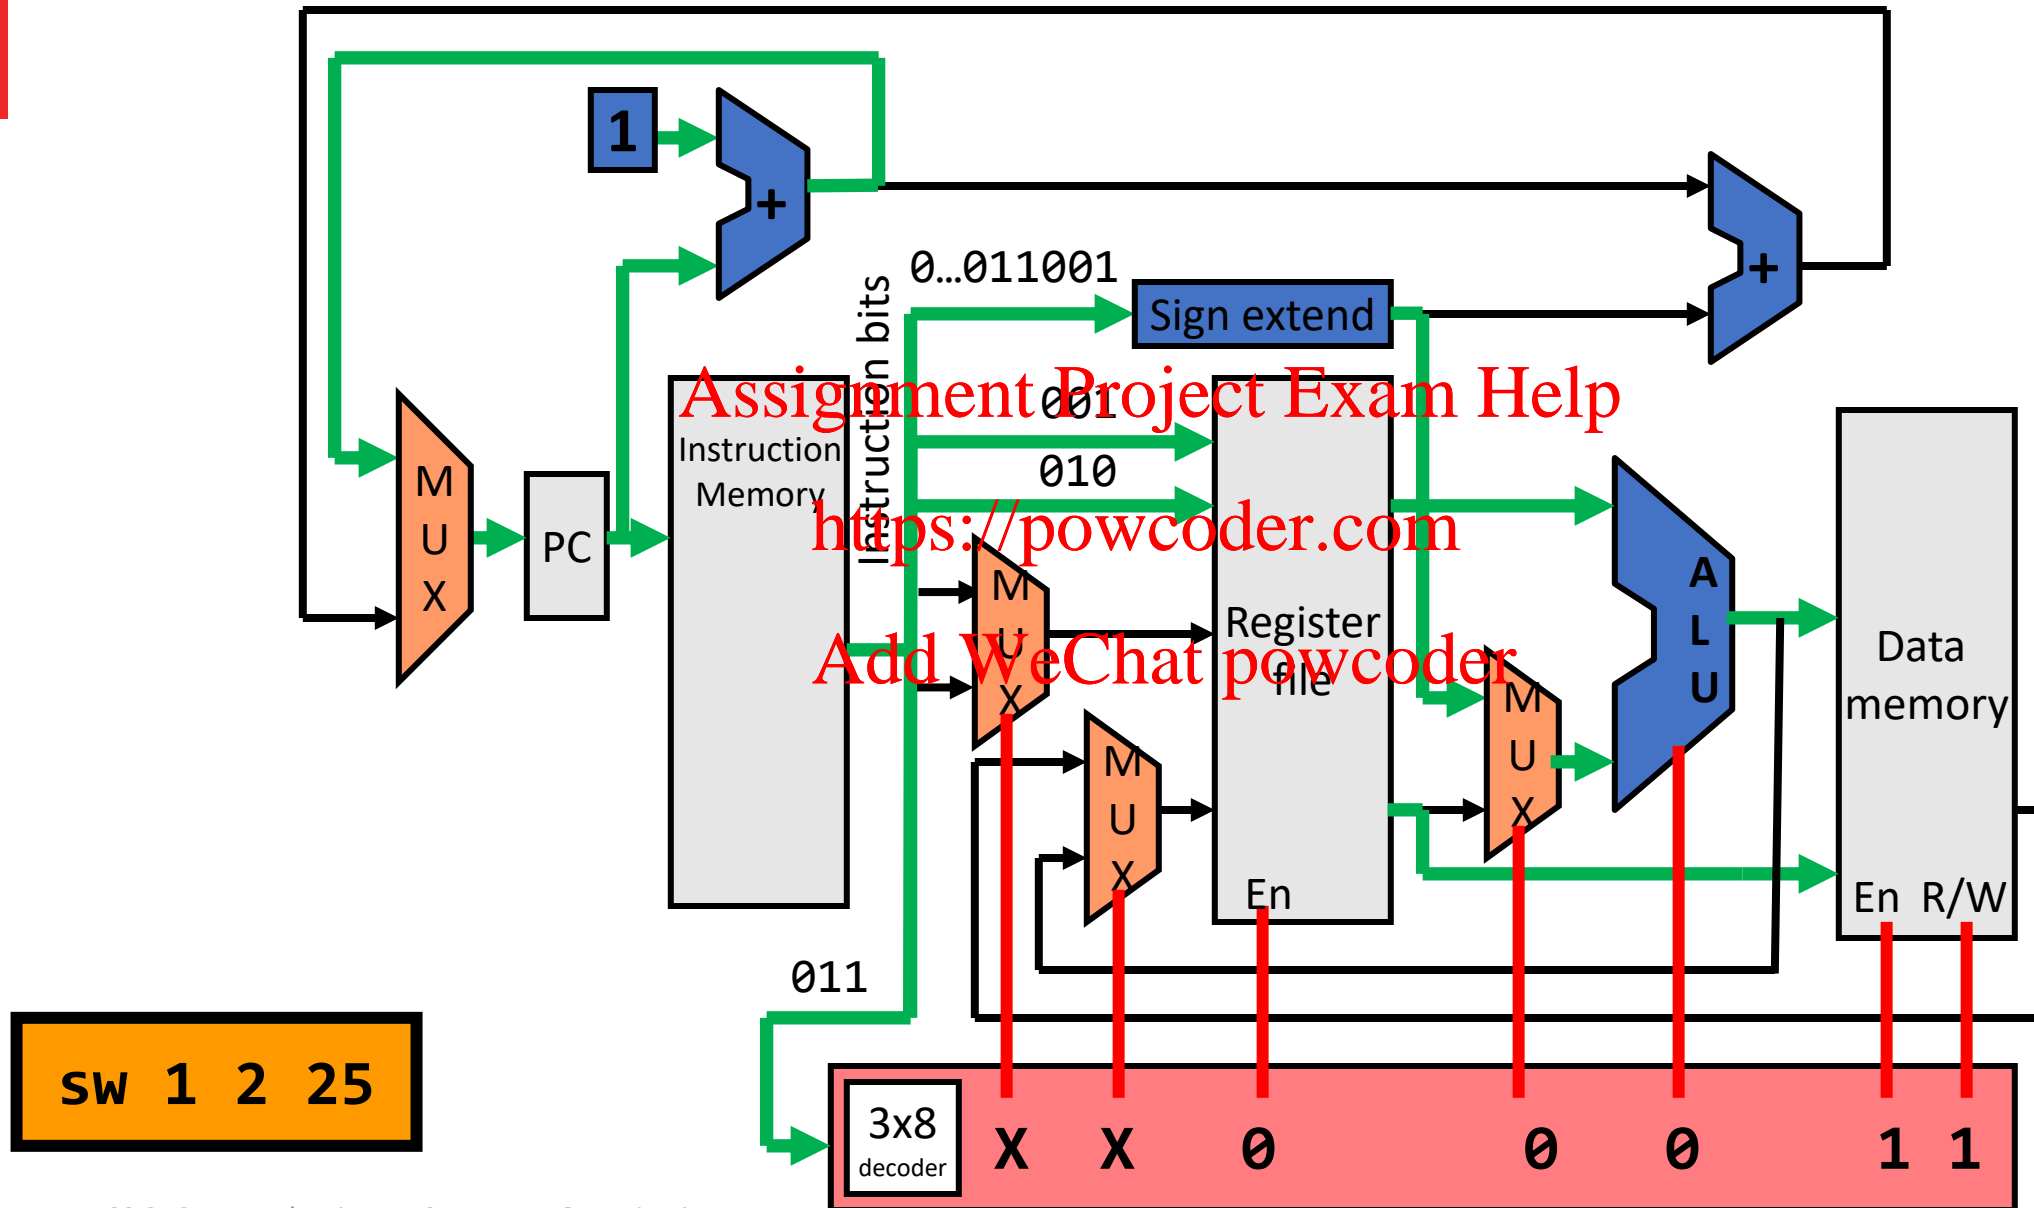 1
+
+
0…011001
Sign extend
Instruction bits
Assignment Project Exam Help
001
Instruction
Memory
010
https://powcoder.com
M
U
X
PC
M
U
X
Register
file
Add WeChat powcoder
A
L
U
Data
memory
M
U
X
M
U
X
En
En R/W
011
sw 1 2 25
3x8
decoder
X X 0 0 0 1 1